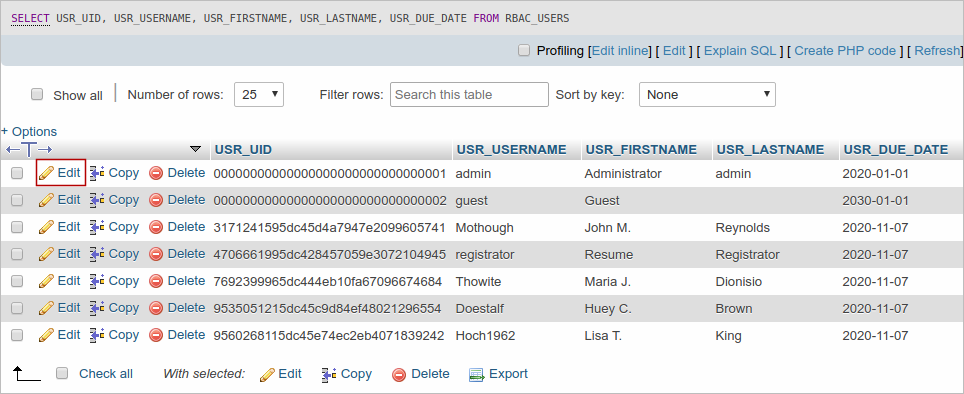 SELECT USR_UID, USR_USERNAME, USR_FIRSTNAME, USR_LASTNAME, USR_DUE_DATE FROM RBAC_USERS
Profiling [Edit inline] [ Edit ] [ Explain SQL ] [ Create PHP code ] [ Refresh]
Show all Number of rows: 25 Filter rows: Search this table Sort by key: None
+ Options
USR_UID USR_USERNAME USR_FIRSTNAME USR_LASTNAME USR_DUE_DATE
Edit Copy Delete 00000000000000000000000000000001 admin Administrator admin 2020-01-01
Edit Copy Delete 00000000000000000000000000000002 guest Guest 2030-01-01
Edit Copy Delete 3171241595dc45d4a7947e2099605741 Mothough John M. Reynolds 2020-11-07
Edit Copy Delete 4706661995dc428457059e3072104945 registrator Resume Registrator 2020-11-07
Edit Copy Delete 7692399965dc444eb10fa67096674684 Thowite Maria J. Dionisio 2020-11-07
Edit Copy Delete 9535051215dc45c9d84ef48021296554 Doestalf Huey C. Brown 2020-11-07
Edit Copy Delete 9560268115dc45e74ec2eb4071839242 Hoch1962 Lisa T. King 2020-11-07
Check all With selected: Edit Copy Delete Export